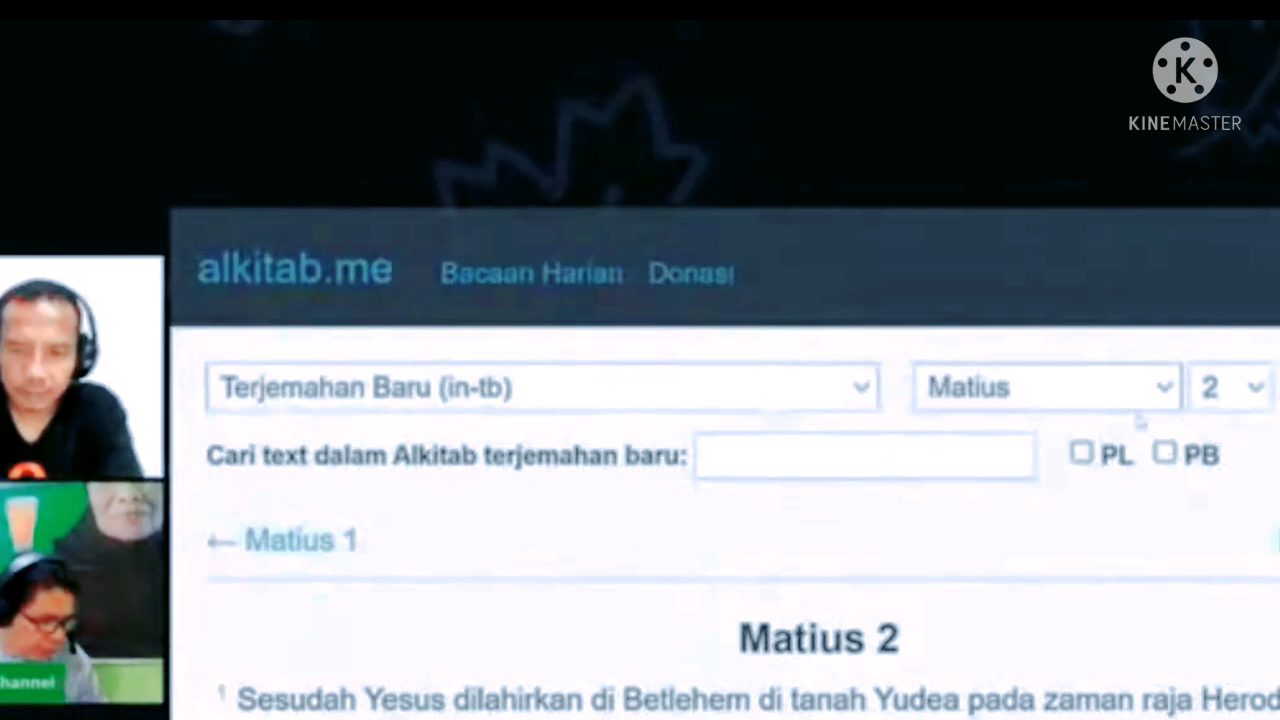 KINEMASTER
alkitab.me Bacaan Harian Donasi
Terjemahan Baru (in-tb) Matius 2
Cari text dalam Alkitab terjemahan baru: PL PB
← Matius 1
Matius 2
1 Sesudah Yesus dilahirkan di Betlehem di tanah Yudea pada zaman raja Herod
hannel